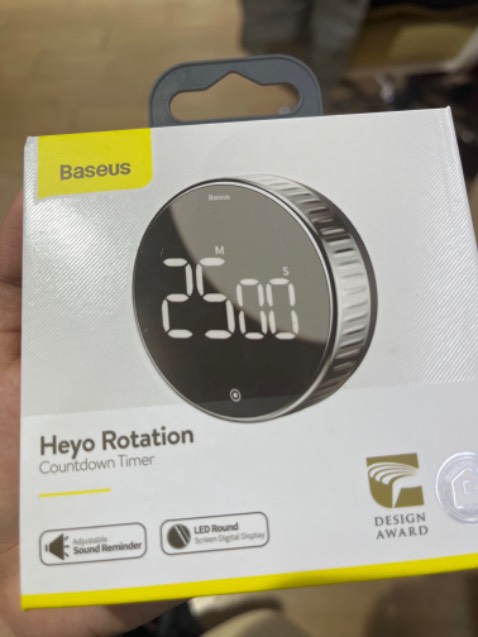 Baseus
Baseus
M
S
25 00
Heyo Rotation
Countdown Timer
Adjustable
Sound Reminder
LED Round
Screen Digital Display
DESIGN
AWARD